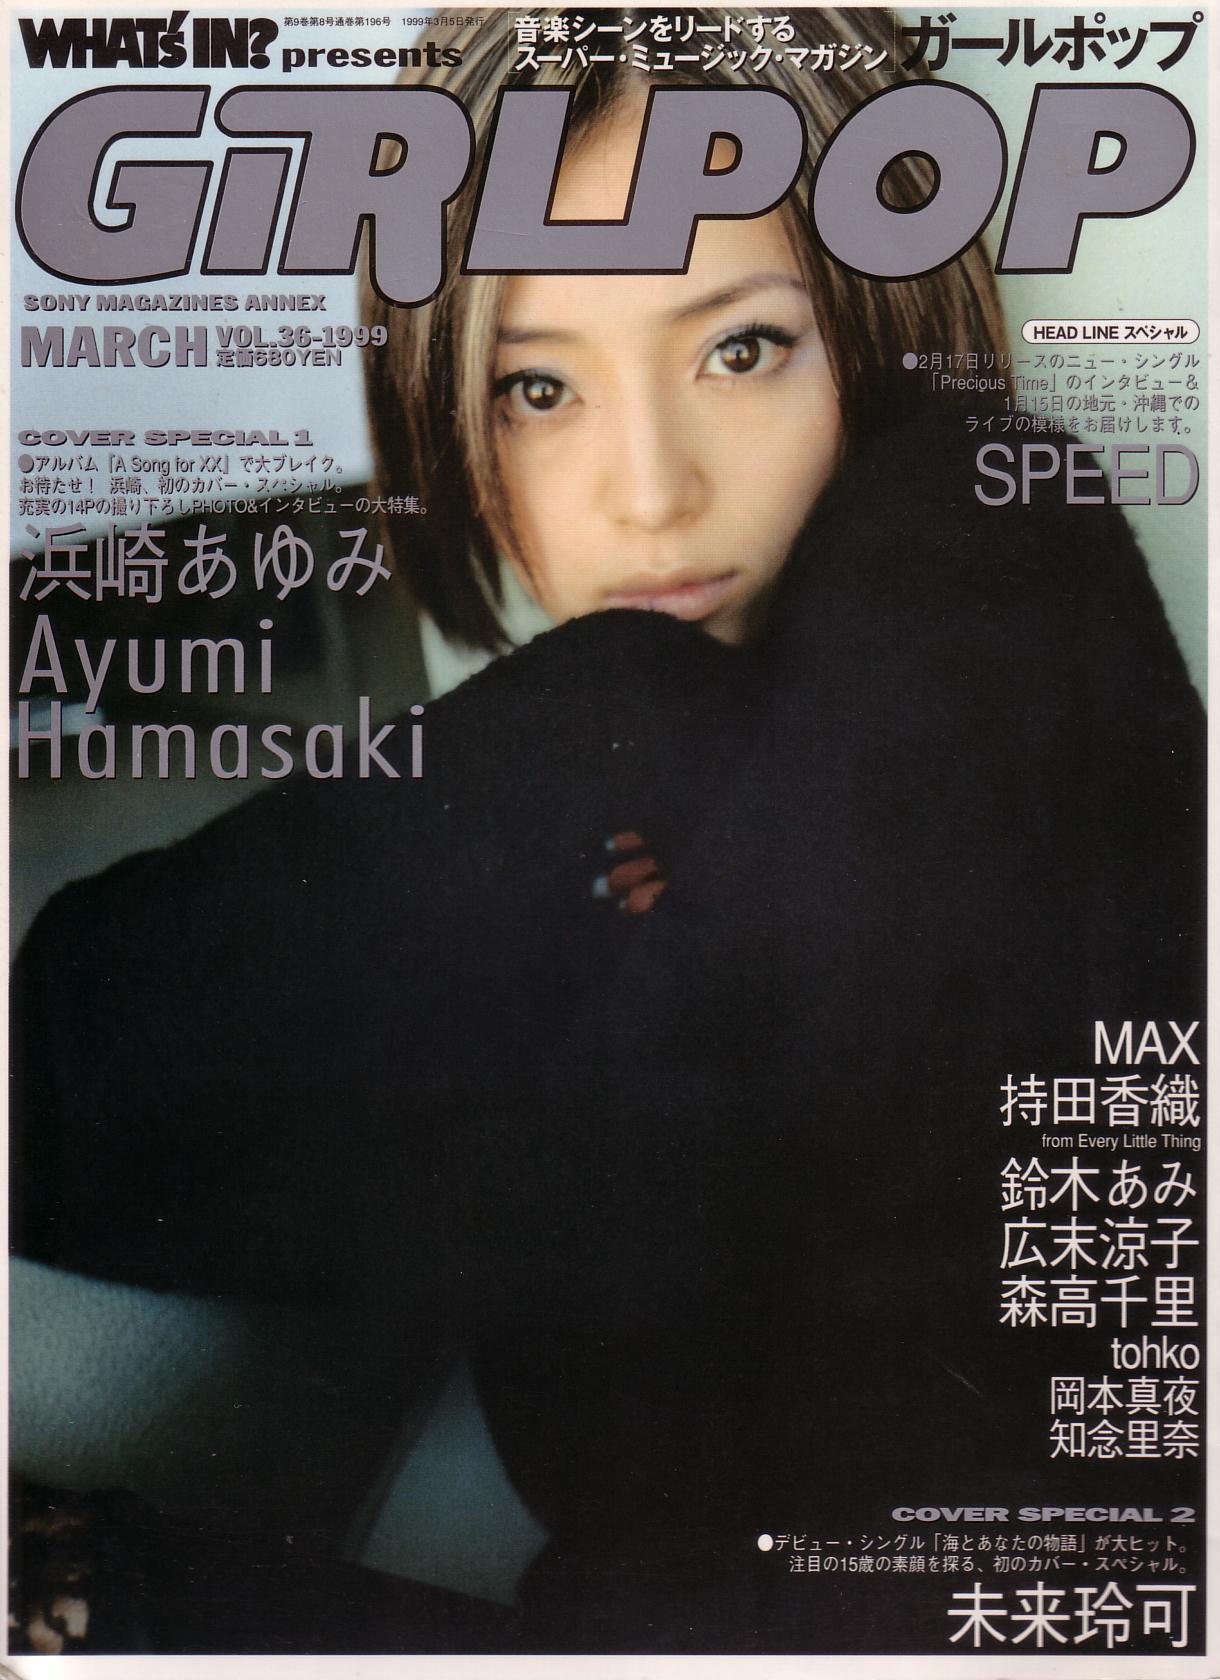 WHAT's IN? presents
第9巻第8号通巻第196号 1999年3月5日発行
音楽シーンをリードする
スーパー・ミュージック・マガジン
ガールポップ
GiRLPOP
SONY MAGAZINES ANNEX
MARCH VOL.36-1999
定価680YEN
COVER SPECIAL 1
●アルバム『A Song for XX』で大ブレイク。
お待たせ! 浜崎、初のカバー・スペシャル。
充実の14Pの撮り下ろしPHOTO&インタビューの大特集。
浜崎あゆみ
Ayumi
Hamasaki
HEAD LINE スペシャル
●2月17日リリースのニュー・シングル
「Precious Time」のインタビュー&
1月15日の地元・沖縄での
ライブの模様をお届けします。
SPEED
MAX
持田香織
from Every Little Thing
鈴木あみ
広末涼子
森高千里
tohko
岡本真夜
知念里奈
COVER SPECIAL 2
●デビュー・シングル「海とあなたの物語」が大ヒット。
注目の15歳の素顔を探る、初のカバー・スペシャル。
未来玲可